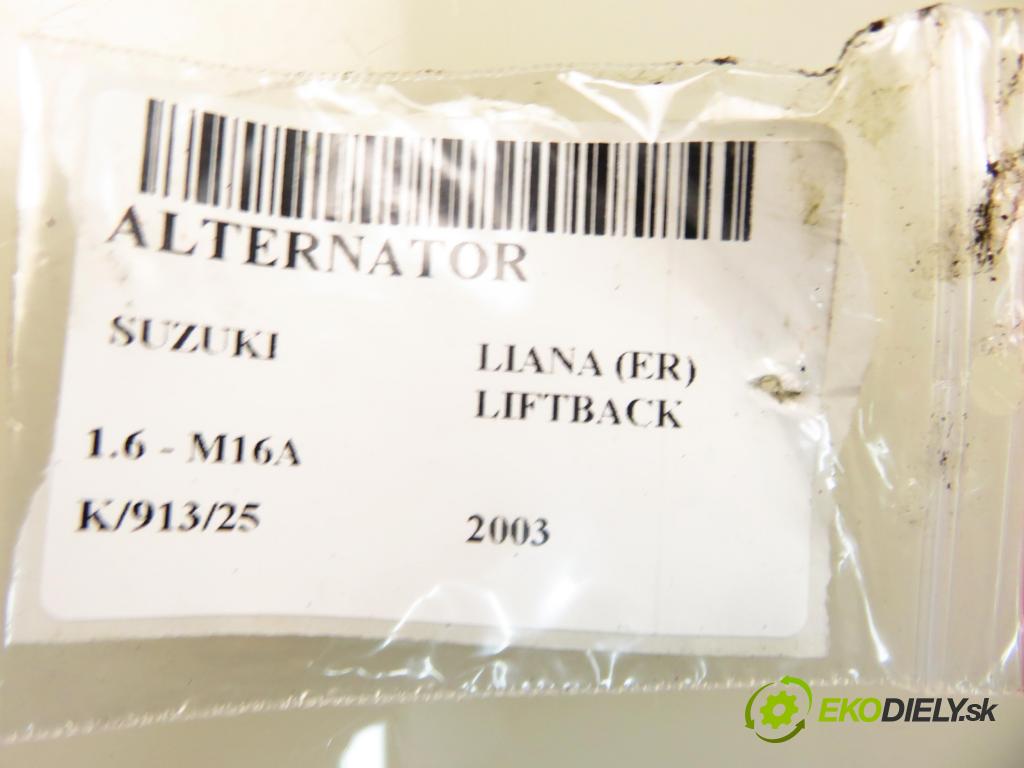 ALTERNATOR
SUZUKI
LIANA (ER)
LIFTBACK
1.6 - M16A
K/913/25
2003
EKODIELY.sk